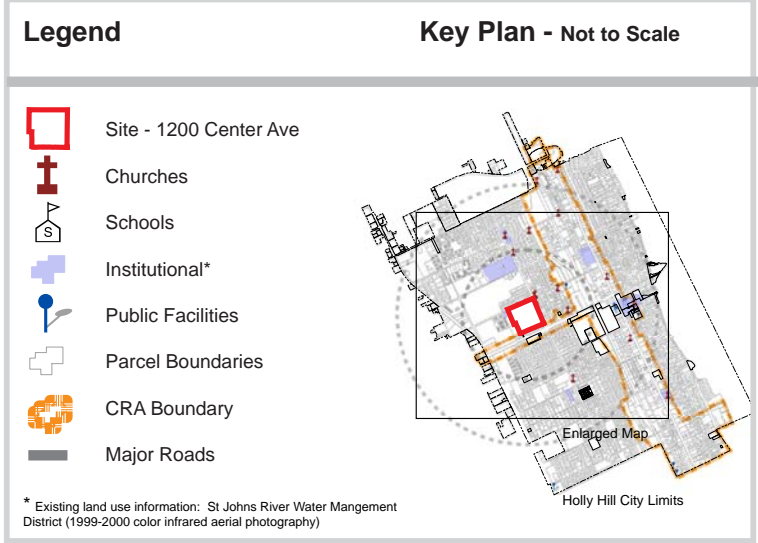 Legend
Key Plan - Not to Scale
Site - 1200 Center Ave
Churches
Schools
S
Institutional*
Public Facilities
Parcel Boundaries
CRA Boundary
Major Roads
* Existing land use information: St Johns River Water Mangement
District (1999-2000 color infrared aerial photography)
Enlarged Map
Holly Hill City Limits